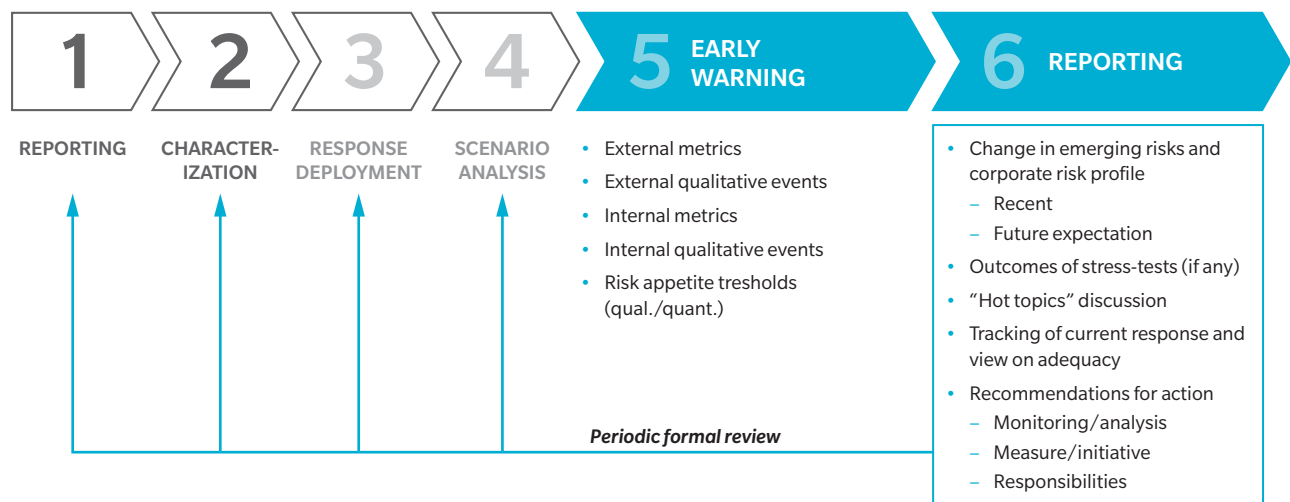 1
2
3
4
5
EARLY
WARNING
6
REPORTING
REPORTING
CHARACTER-
IZATION
RESPONSE
DEPLOYMENT
SCENARIO
ANALYSIS
• External metrics
• External qualitative events
• Internal metrics
• Internal qualitative events
• Risk appetite tresholds
(qual./quant.)
• Change in emerging risks and
corporate risk profile
– Recent
– Future expectation
• Outcomes of stress-tests (if any)
• “Hot topics” discussion
• Tracking of current response and
view on adequacy
• Recommendations for action
– Monitoring/analysis
– Measure/initiative
– Responsibilities
Periodic formal review